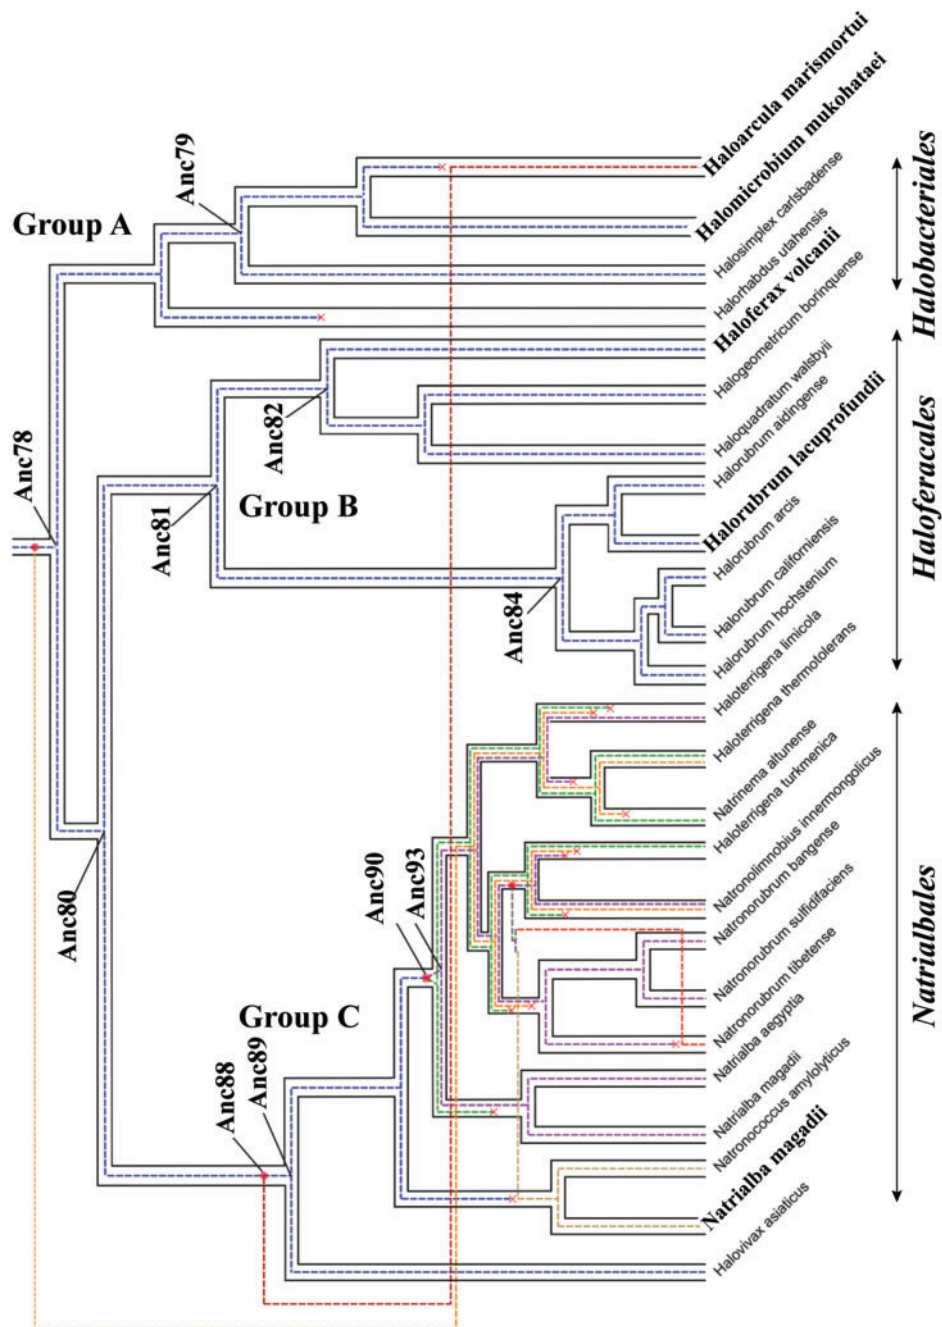 Haloarcula marismortui
Halomicrobium mukohataei
Halosimplex carlsbadense
Halorhabdus utahensis
Haloferax volcanii
Halogeometricum borinquense
Haloquadratum walsbyii
Halorubrum aidingense
Halorubrum lacuprofundii
Halorubrum arcis
Halorubrum californiensis
Halorubrum hochstenium
Haloterrigena limicola
Haloterrigena thermotolerans
Natrinema altunense
Haloterrigena turkmenica
Natronolimnobius innermongolicus
Natronorubrum bangense
Natronorubrum sulfidifaciens
Natronorubrum tibetense
Natrialba aegyptia
Natrialba magadii
Natronococcus amylolyticus
Natrialba magadii
Halovivax asiaticus
Halobacteriales
Haloferacales
Natrialbales
Group A
Group B
Group C
Anc78
Anc79
Anc80
Anc81
Anc82
Anc84
Anc88
Anc89
Anc90
Anc93